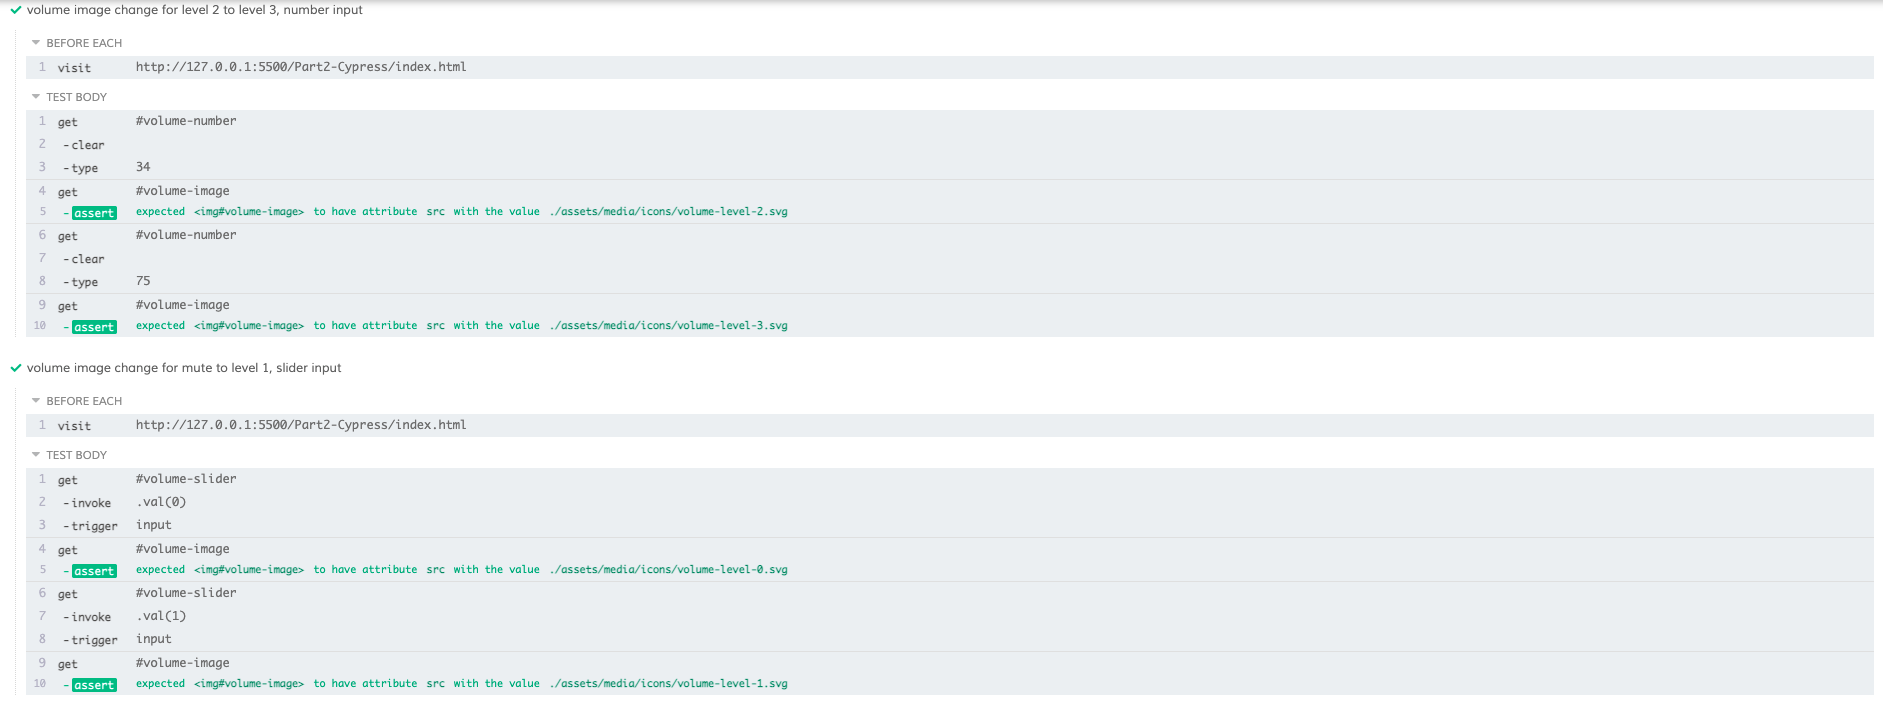 volume image change for level 2 to level 3, number input
BEFORE EACH
1 visit http://127.0.0.1:5500/Part2-Cypress/index.html
TEST BODY
1 get #volume-number
2 -clear
3 -type 34
4 get #volume-image
5 -assert expected <img#volume-image> to have attribute src with the value ./assets/media/icons/volume-level-2.svg
6 get #volume-number
7 -clear
8 -type 75
9 get #volume-image
10 -assert expected <img#volume-image> to have attribute src with the value ./assets/media/icons/volume-level-3.svg
volume image change for mute to level 1, slider input
BEFORE EACH
1 visit http://127.0.0.1:5500/Part2-Cypress/index.html
TEST BODY
1 get #volume-slider
2 -invoke .val(0)
3 -trigger input
4 get #volume-image
5 -assert expected <img#volume-image> to have attribute src with the value ./assets/media/icons/volume-level-0.svg
6 get #volume-slider
7 -invoke .val(1)
8 -trigger input
9 get #volume-image
10 -assert expected <img#volume-image> to have attribute src with the value ./assets/media/icons/volume-level-1.svg